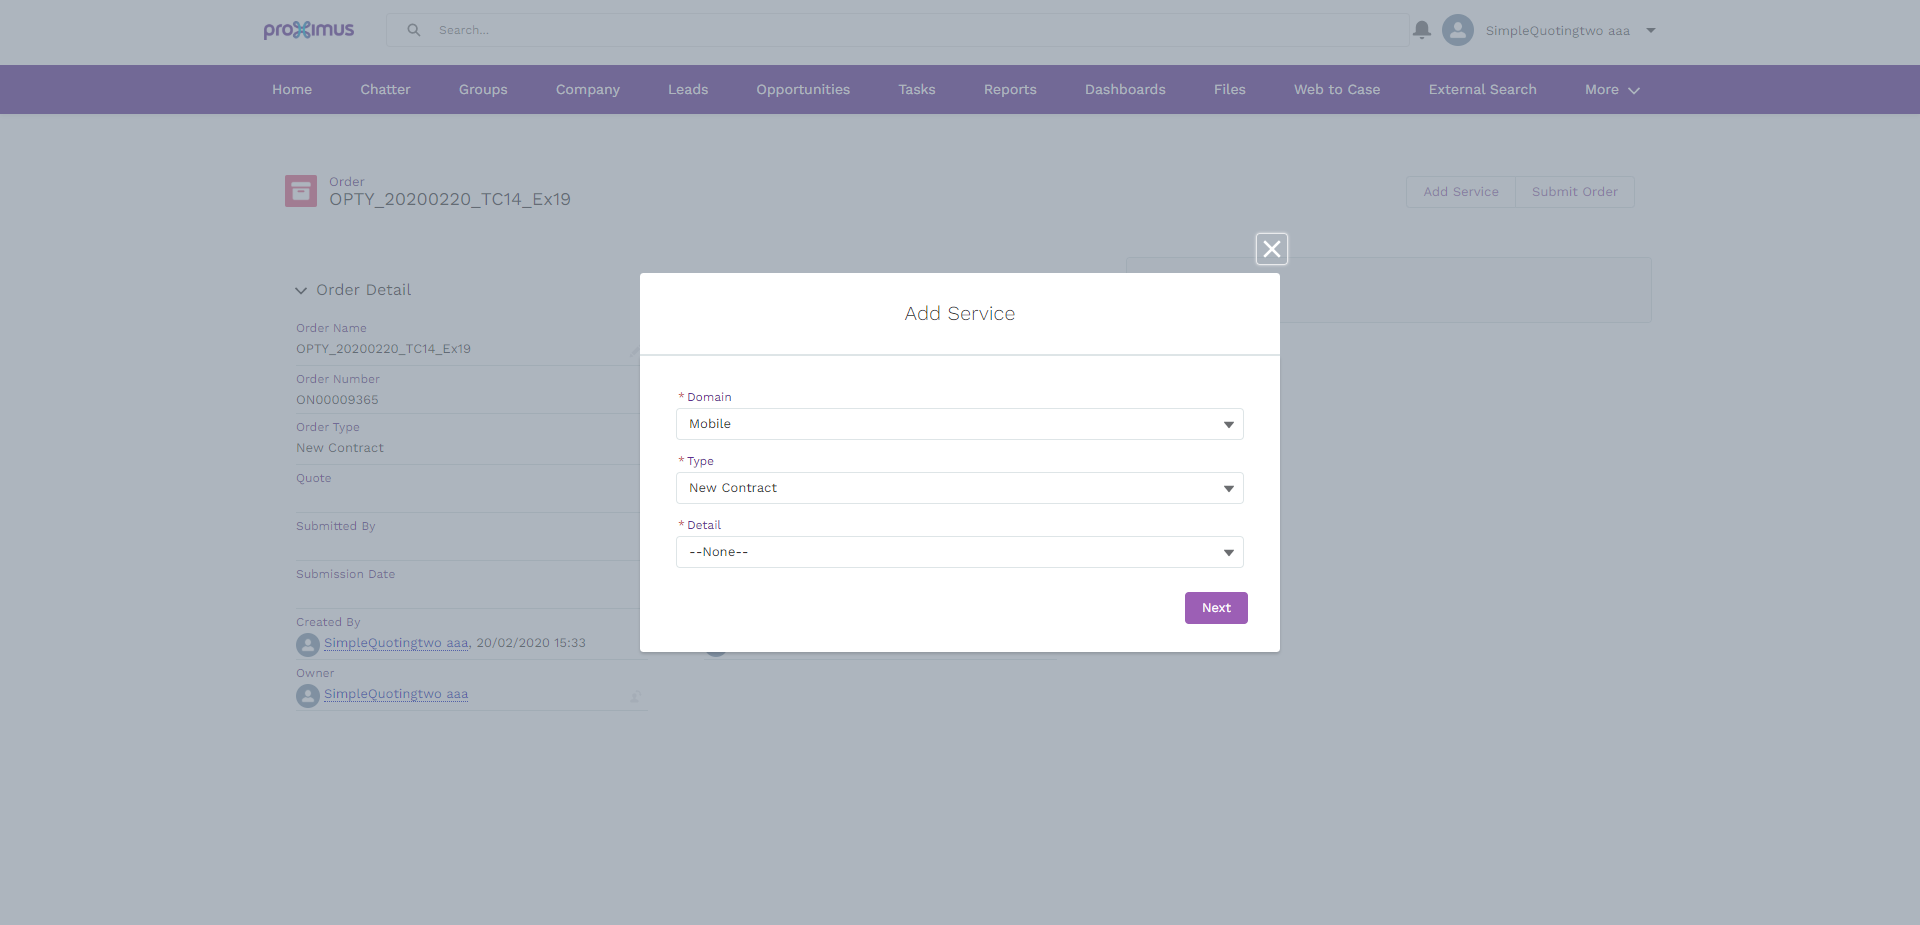 proximus
Search...
SimpleQuotingtwo aaa
Home Chatter Groups Company Leads Opportunities Tasks Reports Dashboards Files Web to Case External Search More
Order
OPTY_20200220_TC14_Ex19
Add Service Submit Order
Order Detail
Order Name
OPTY_20200220_TC14_Ex19
Order Number
ON00009365
Order Type
New Contract
Quote
Submitted By
Submission Date
Created By
SimpleQuotingtwo aaa, 20/02/2020 15:33
Owner
SimpleQuotingtwo aaa
Add Service
* Domain
Mobile
* Type
New Contract
* Detail
--None--
Next